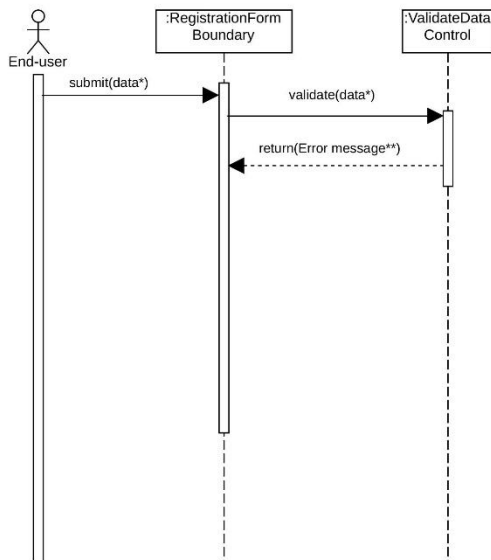 :RegistrationForm
Boundary
:ValidateData
Control
End-user
submit(data*)
validate(data*)
return(Error message**)